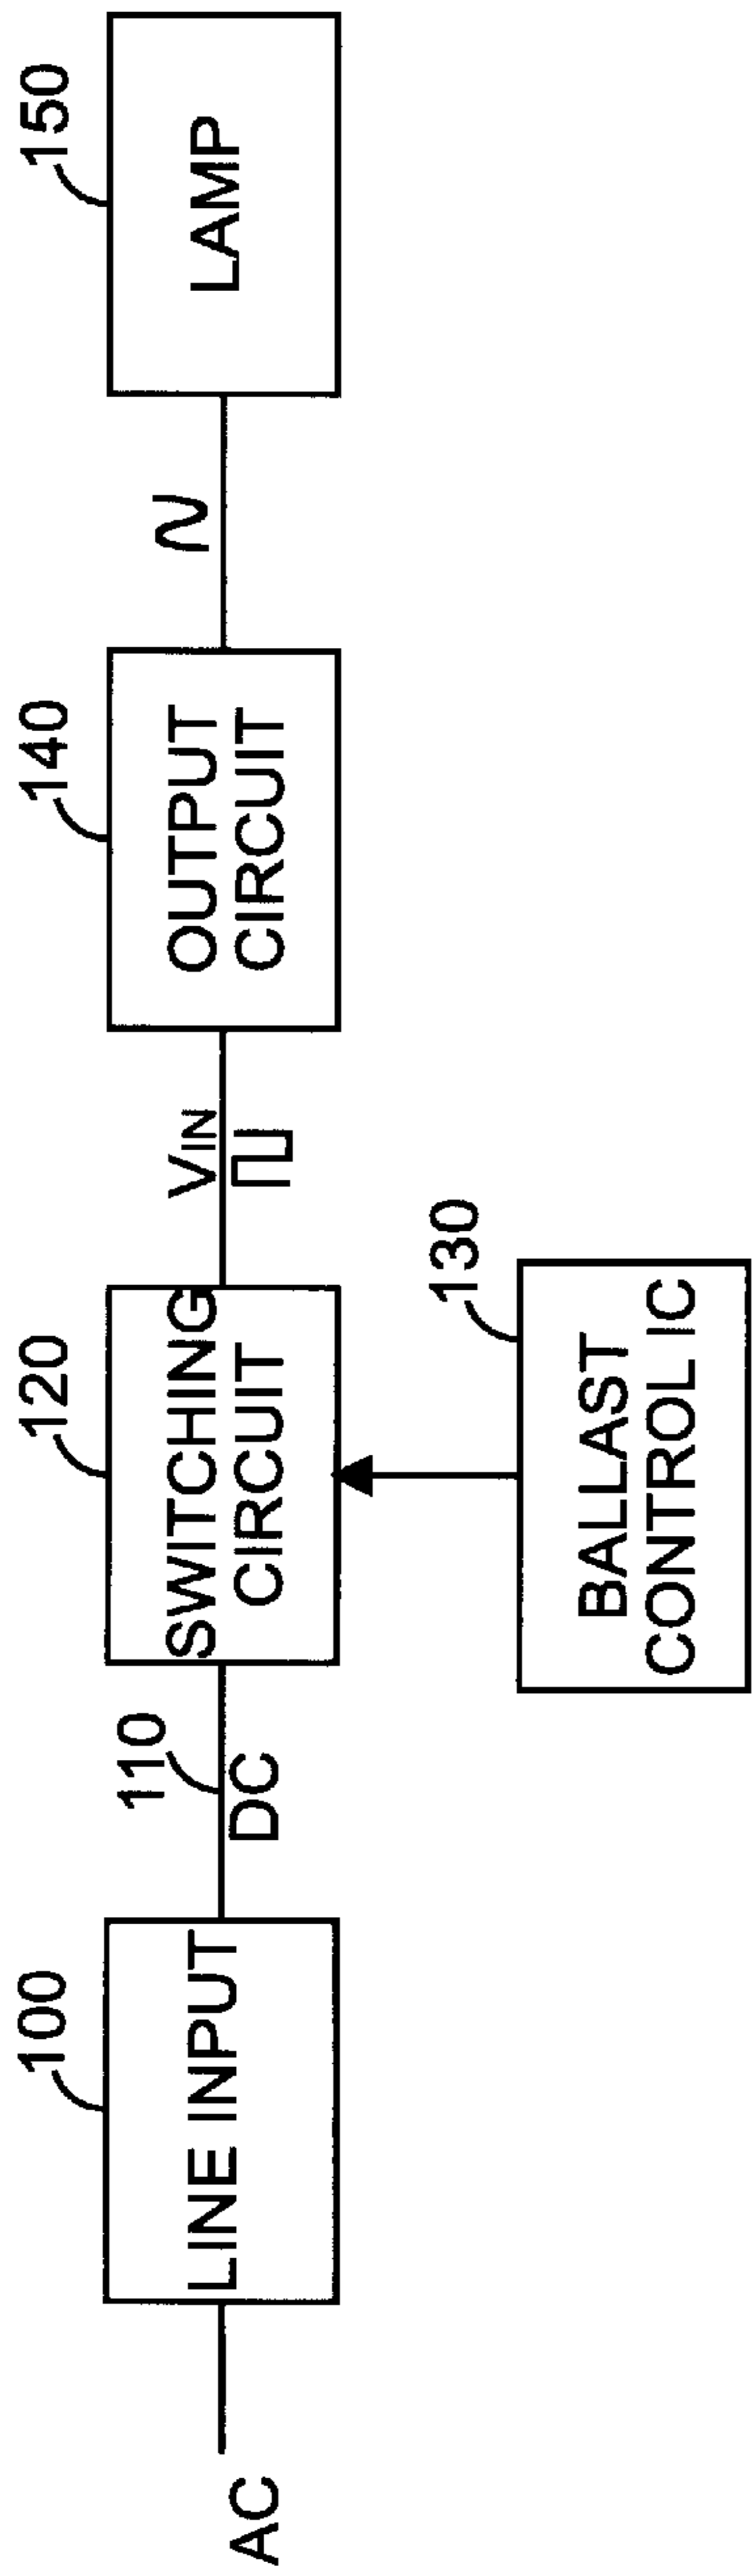 100
110
120
140
150
AC
LINE INPUT
DC
SWITCHING
CIRCUIT
VIN
OUTPUT
CIRCUIT
LAMP
130
BALLAST
CONTROL IC